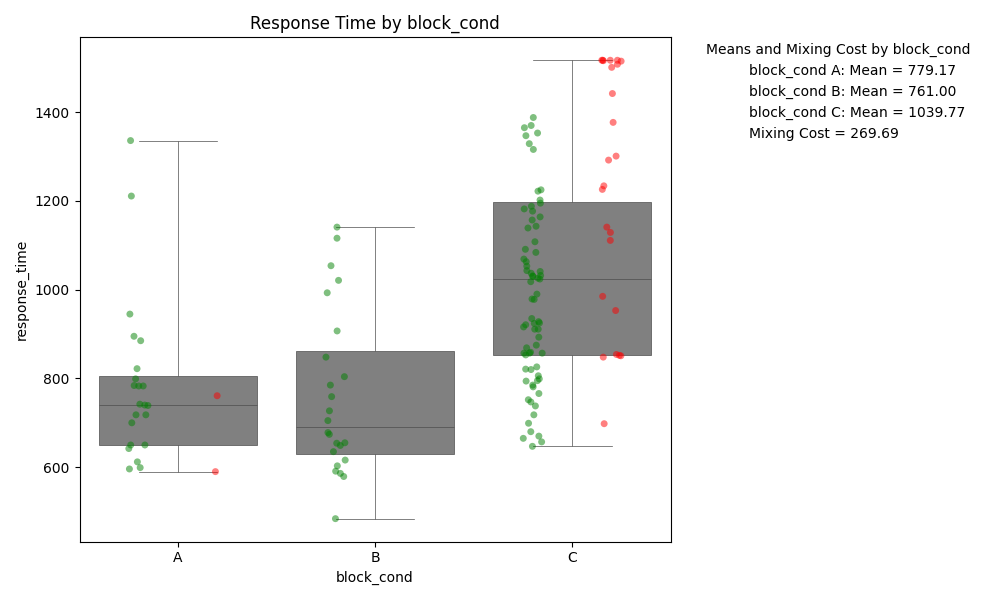 Response Time by block_cond
Means and Mixing Cost by block_cond
block_cond A: Mean = 779.17
block_cond B: Mean = 761.00
block_cond C: Mean = 1039.77
Mixing Cost = 269.69
response_time
1400
1200
1000
800
600
A
B
C
block_cond